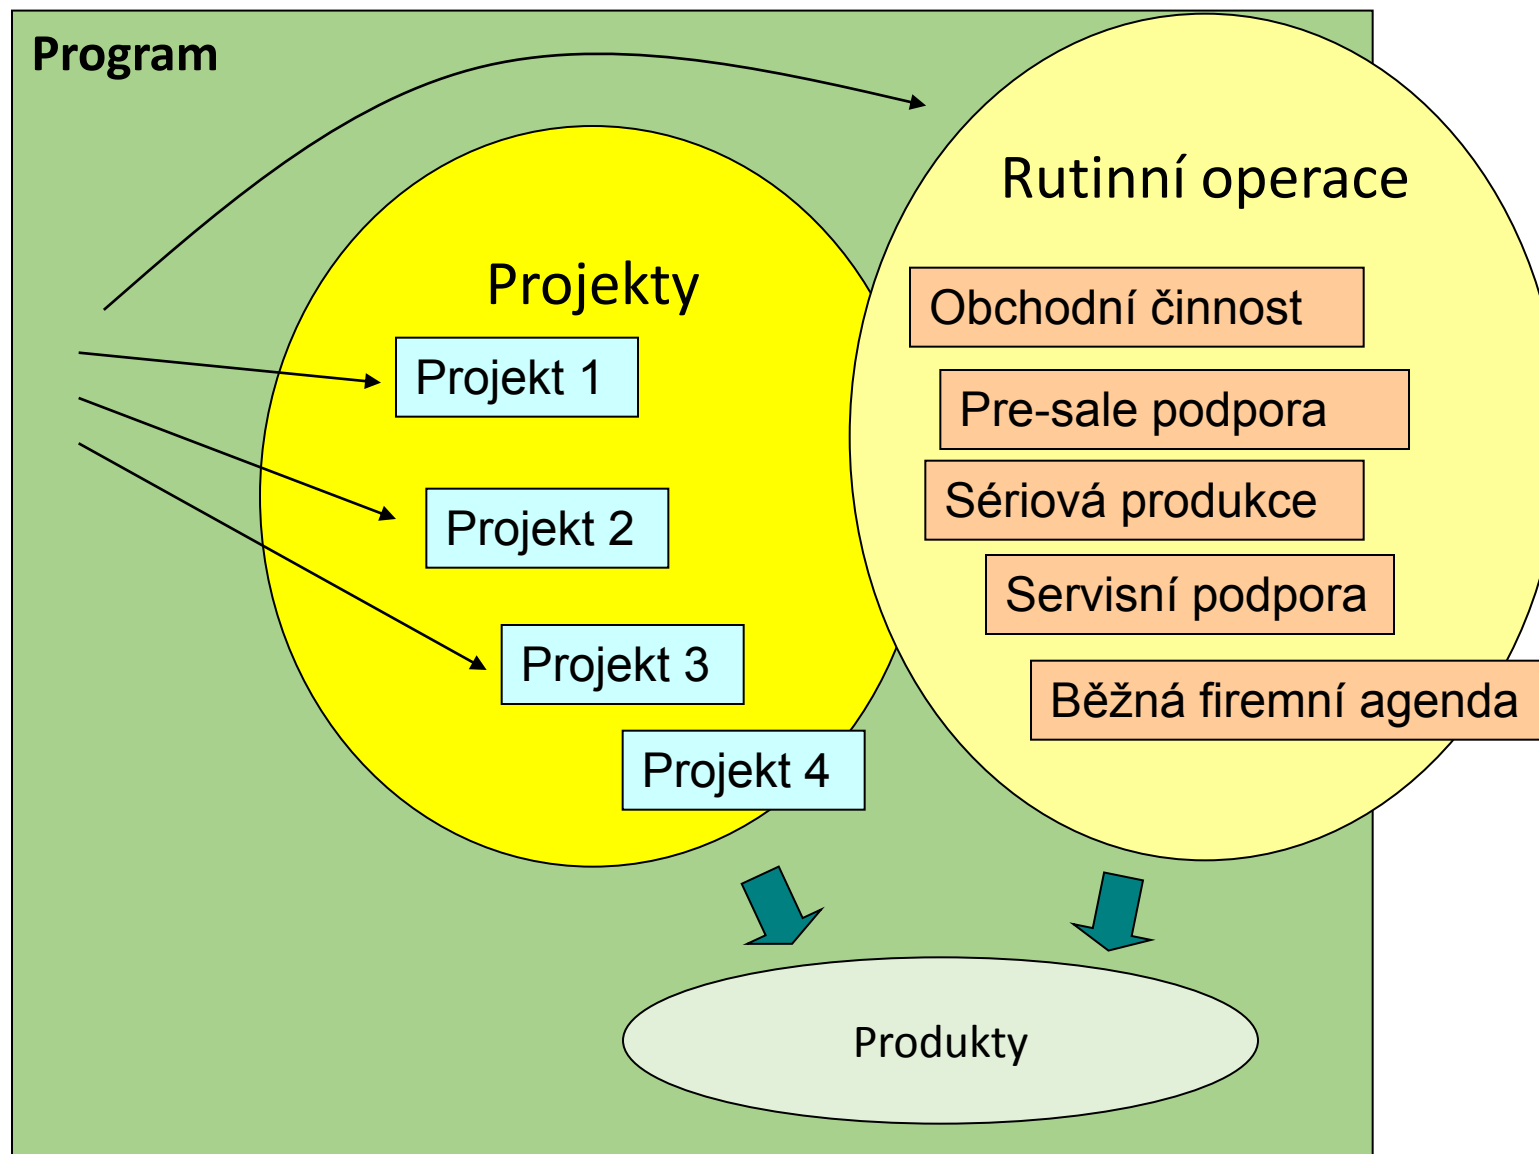 Program
Projekty
Projekt 1
Projekt 2
Projekt 3
Projekt 4
Rutinní operace
Obchodní činnost
Pre-sale podpora
Sériová produkce
Servisní podpora
Běžná firemní agenda
Produkty